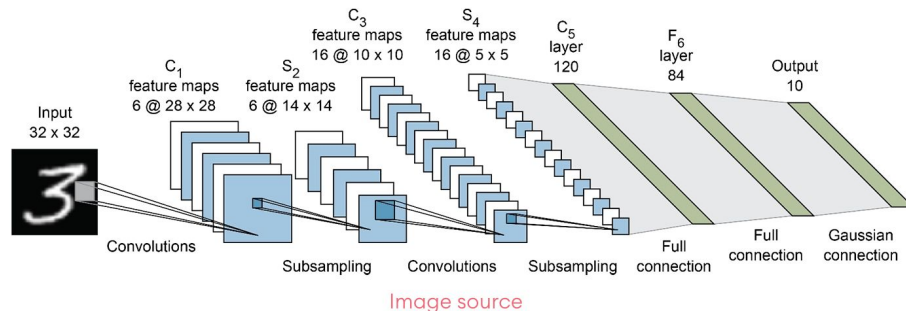 Input
32 x 32
C1
feature maps
6 @ 28 x 28
S2
feature maps
6 @ 14 x 14
C3
feature maps
16 @ 10 x 10
S4
feature maps
16 @ 5 x 5
C5
layer
120
F6
layer
84
Output
10
3
Convolutions
Subsampling
Convolutions
Subsampling
Full
connection
Full
connection
Gaussian
connection
Image source